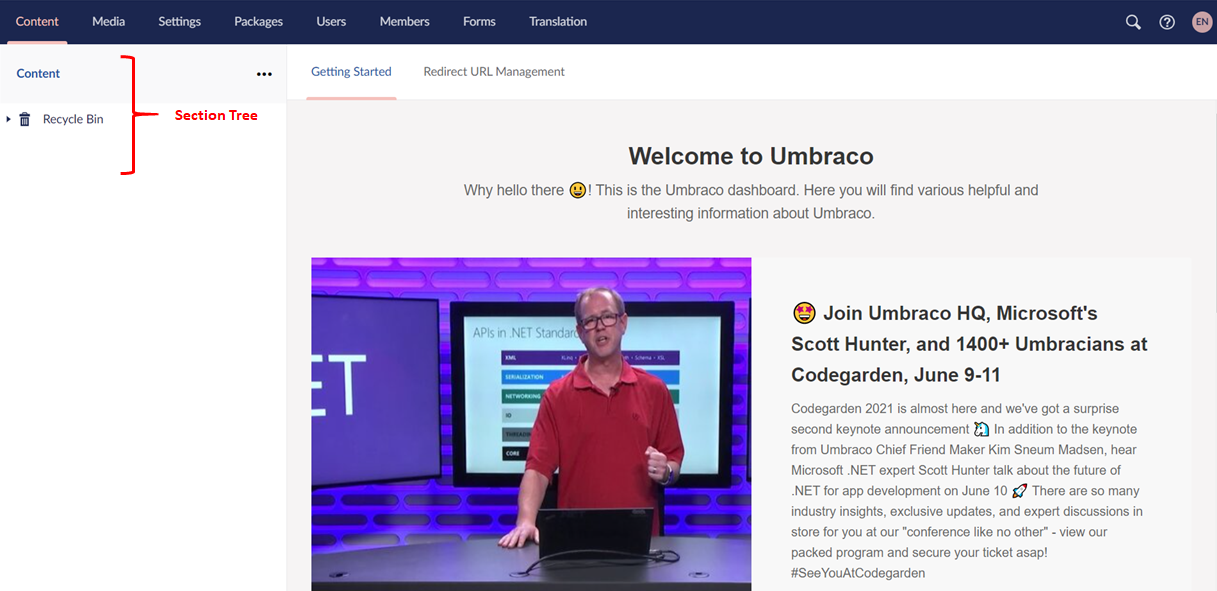 Content Media Settings Packages Users Members Forms Translation EN
Content
Recycle Bin
Section Tree
Getting Started Redirect URL Management
Welcome to Umbraco
Why hello there 😃! This is the Umbraco dashboard. Here you will find various helpful and
interesting information about Umbraco.
APIs in .NET Standard
XML
SERIALIZATION
NETWORKING
IO
CORE
ET
🤩 Join Umbraco HQ, Microsoft's
Scott Hunter, and 1400+ Umbracians at
Codegarden, June 9-11
Codegarden 2021 is almost here and we've got a surprise
second keynote announcement 🦄 In addition to the keynote
from Umbraco Chief Friend Maker Kim Sneum Madsen, hear
Microsoft .NET expert Scott Hunter talk about the future of
.NET for app development on June 10 🚀 There are so many
industry insights, exclusive updates, and expert discussions in
store for you at our "conference like no other" - view our
packed program and secure your ticket asap!
#SeeYouAtCodegarden